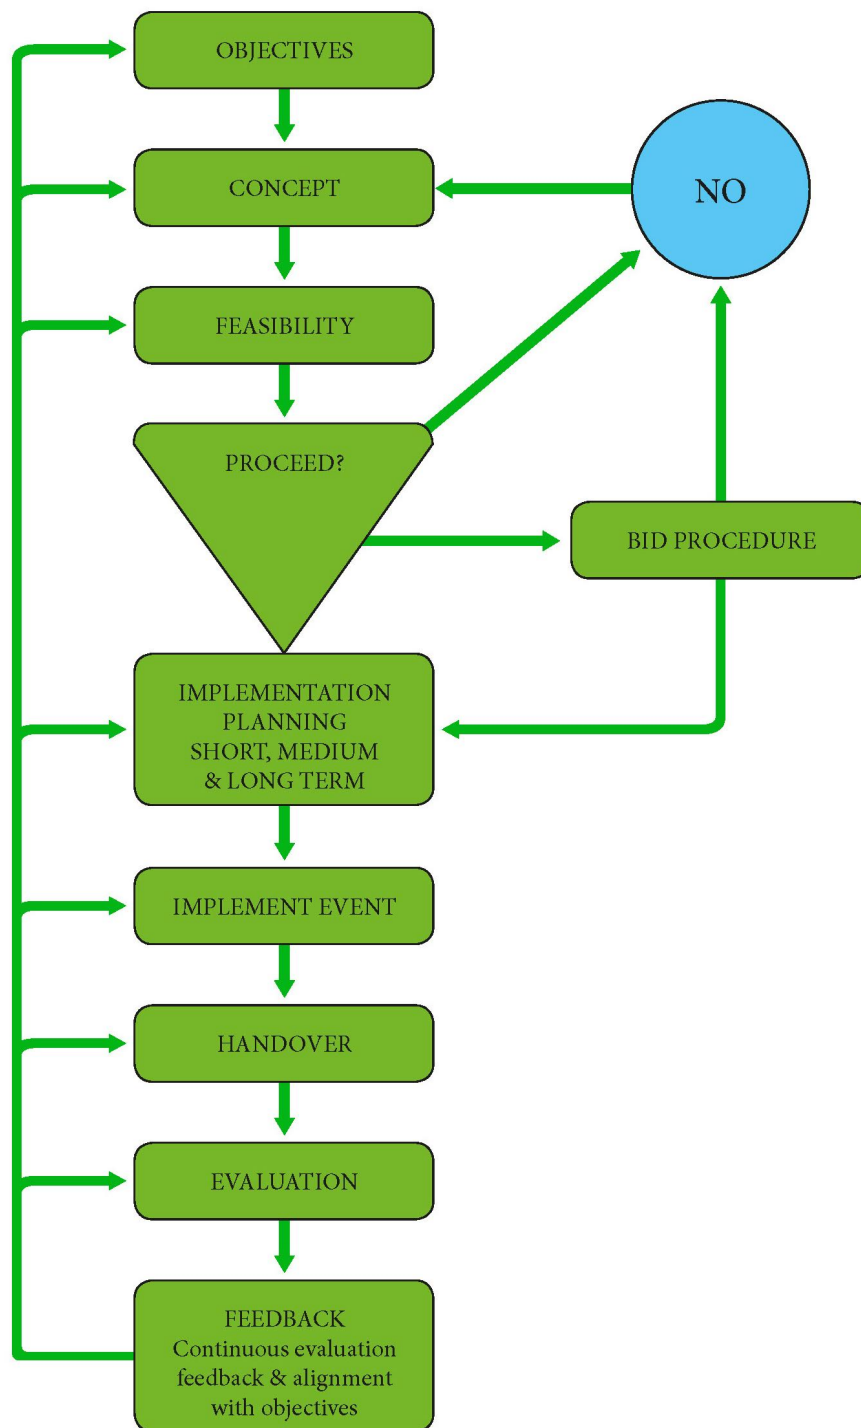 OBJECTIVES
CONCEPT
NO
FEASIBILITY
PROCEED?
BID PROCEDURE
IMPLEMENTATION
PLANNING
SHORT, MEDIUM
& LONG TERM
IMPLEMENT EVENT
HANDOVER
EVALUATION
FEEDBACK
Continuous evaluation
feedback & alignment
with objectives